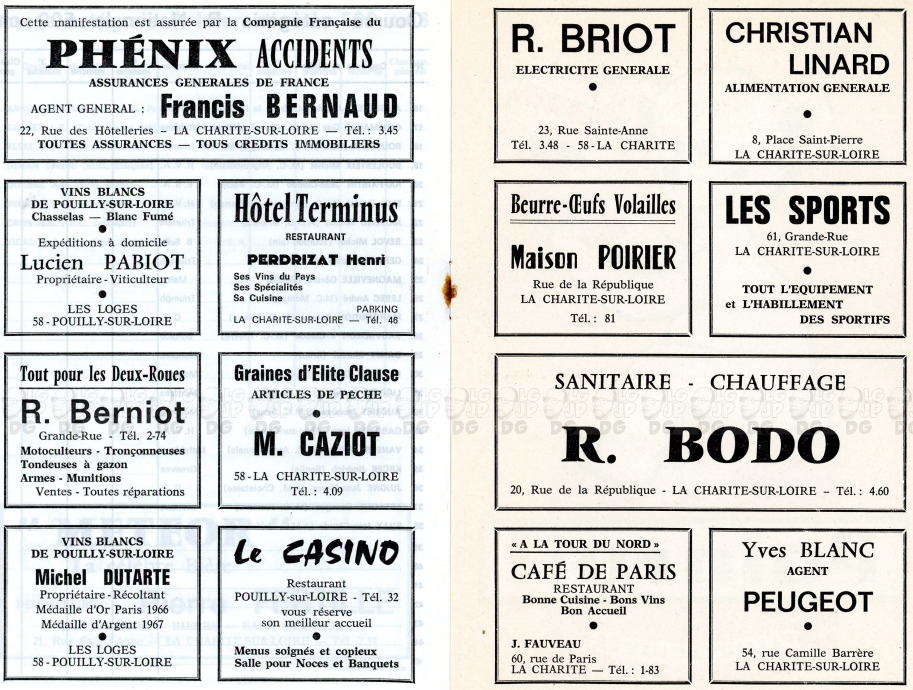 Cette manifestation est assurée par la Compagnie Française du
PHÉNIX ACCIDENTS
ASSURANCES GENERALES DE FRANCE
AGENT GENERAL : Francis BERNAUD
22, Rue des Hôtelleries – LA CHARITE-SUR-LOIRE — Tél. : 3.45
TOUTES ASSURANCES — TOUS CREDITS IMMOBILIERS
VINS BLANCS
DE POUILLY-SUR-LOIRE
Chasselas — Blanc Fumé
Expéditions à domicile
Lucien PABIOT
Propriétaire - Viticulteur
LES LOGES
58 - POUILLY-SUR-LOIRE
Hôtel Terminus
RESTAURANT
PERDRIZAT Henri
Ses Vins du Pays
Ses Spécialités
Sa Cuisine
PARKING
LA CHARITE-SUR-LOIRE — Tél. 46
Tout pour les Deux-Roues
R. Berniot
Grande-Rue - Tél. 2-74
Motoculteurs - Tronçonneuses
Tondeuses à gazon
Armes - Munitions
Ventes - Toutes réparations
Graines d'Elite Clause
ARTICLES DE PÊCHE
M. CAZIOT
58 - LA CHARITE-SUR-LOIRE
Tél. : 4.09
VINS BLANCS
DE POUILLY-SUR-LOIRE
Michel DUTARTE
Propriétaire - Récoltant
Médaille d'Or Paris 1966
Médaille d'Argent 1967
LES LOGES
58 - POUILLY-SUR-LOIRE
Le CASINO
Restaurant
POUILLY-sur-LOIRE - Tél. 32
vous réserve
son meilleur accueil
Menus soignés et copieux
Salle pour Noces et Banquets
R. BRIOT
ELECTRICITE GENERALE
23, Rue Sainte-Anne
Tél. 3.48 - 58 - LA CHARITE
CHRISTIAN
LINARD
ALIMENTATION GENERALE
8, Place Saint-Pierre
LA CHARITE-SUR-LOIRE
Beurre-Œufs Volailles
Maison POIRIER
Rue de la République
LA CHARITE-SUR-LOIRE
Tél. : 81
LES SPORTS
61, Grande-Rue
LA CHARITE-SUR-LOIRE
TOUT L'EQUIPEMENT
et L'HABILLEMENT
DES SPORTIFS
SANITAIRE - CHAUFFAGE
R. BODO
20, Rue de la République - LA CHARITE-SUR-LOIRE – Tél. : 4.60
« A LA TOUR DU NORD »
CAFÉ DE PARIS
RESTAURANT
Bonne Cuisine - Bons Vins
Bon Accueil
J. FAUVEAU
60, rue de Paris
LA CHARITE — Tél. : 1-83
Yves BLANC
AGENT
PEUGEOT
54, rue Camille Barrère
LA CHARITE-SUR-LOIRE